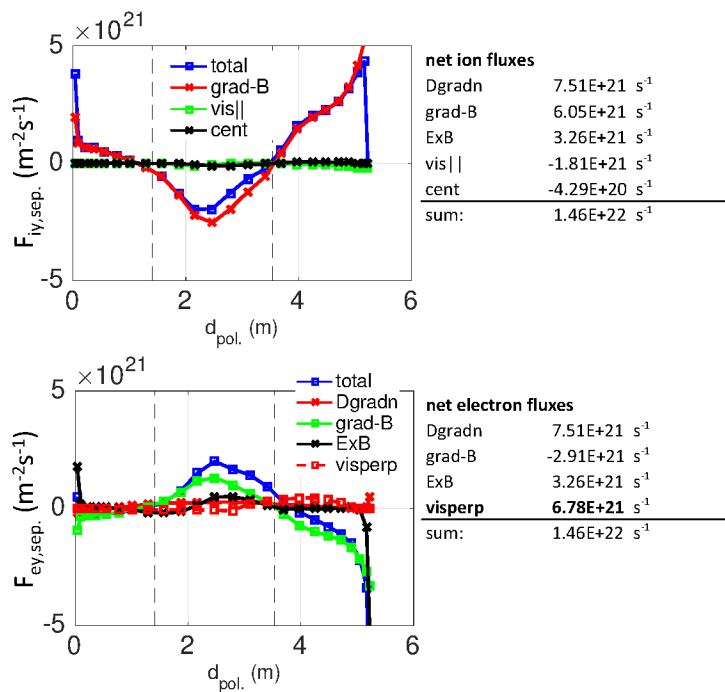 ×10^21
5
0
-5
F_iy,sep. (m^-2 s^-1)
total
grad-B
vis||
cent
0
2
4
6
d_pol. (m)
net ion fluxes
Dgradn 7.51E+21 s^-1
grad-B 6.05E+21 s^-1
ExB 3.26E+21 s^-1
vis|| -1.81E+21 s^-1
cent -4.29E+20 s^-1
sum: 1.46E+22 s^-1
×10^21
5
0
-5
F_ey,sep. (m^-2 s^-1)
total
Dgradn
grad-B
ExB
visperp
0
2
4
6
d_pol. (m)
net electron fluxes
Dgradn 7.51E+21 s^-1
grad-B -2.91E+21 s^-1
ExB 3.26E+21 s^-1
visperp 6.78E+21 s^-1
sum: 1.46E+22 s^-1